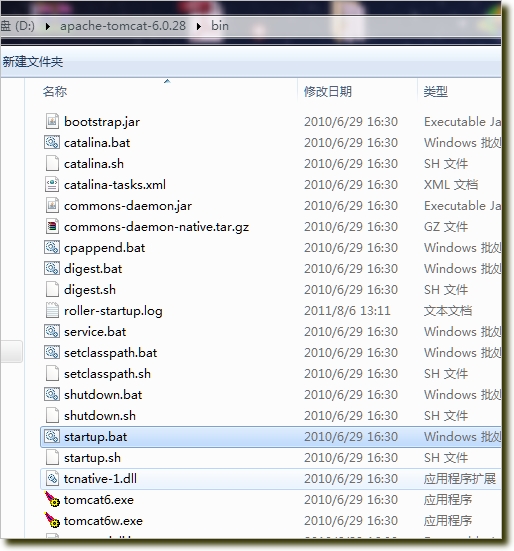 盘 (D:) ▸ apache-tomcat-6.0.28 ▸ bin
新建文件夹
名称 修改日期 类型
bootstrap.jar 2010/6/29 16:30 Executable Ja
catalina.bat 2010/6/29 16:30 Windows 批处
catalina.sh 2010/6/29 16:30 SH 文件
catalina-tasks.xml 2010/6/29 16:30 XML 文档
commons-daemon.jar 2010/6/29 16:30 Executable Ja
commons-daemon-native.tar.gz 2010/6/29 16:30 GZ 文件
cpappend.bat 2010/6/29 16:30 Windows 批处
digest.bat 2010/6/29 16:30 Windows 批处
digest.sh 2010/6/29 16:30 SH 文件
roller-startup.log 2011/8/6 13:11 文本文档
service.bat 2010/6/29 16:30 Windows 批处
setclasspath.bat 2010/6/29 16:30 Windows 批处
setclasspath.sh 2010/6/29 16:30 SH 文件
shutdown.bat 2010/6/29 16:30 Windows 批处
shutdown.sh 2010/6/29 16:30 SH 文件
startup.bat 2010/6/29 16:30 Windows 批处
startup.sh 2010/6/29 16:30 SH 文件
tcnative-1.dll 2010/6/29 16:30 应用程序扩展
tomcat6.exe 2010/6/29 16:30 应用程序
tomcat6w.exe 2010/6/29 16:30 应用程序